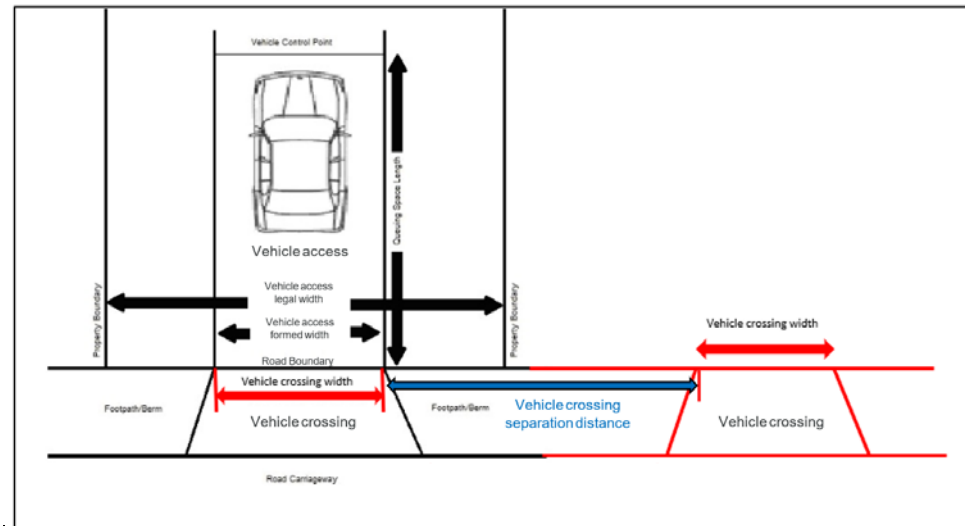 Vehicle Control Point
Queuing Space Length
Vehicle access
Property Boundary
Vehicle access
legal width
Property Boundary
Vehicle access
formed width
Vehicle crossing width
Road Boundary
Vehicle crossing width
Footpath/Berm
Vehicle crossing
Footpath/Berm
Vehicle crossing
separation distance
Vehicle crossing
Road Carriageway